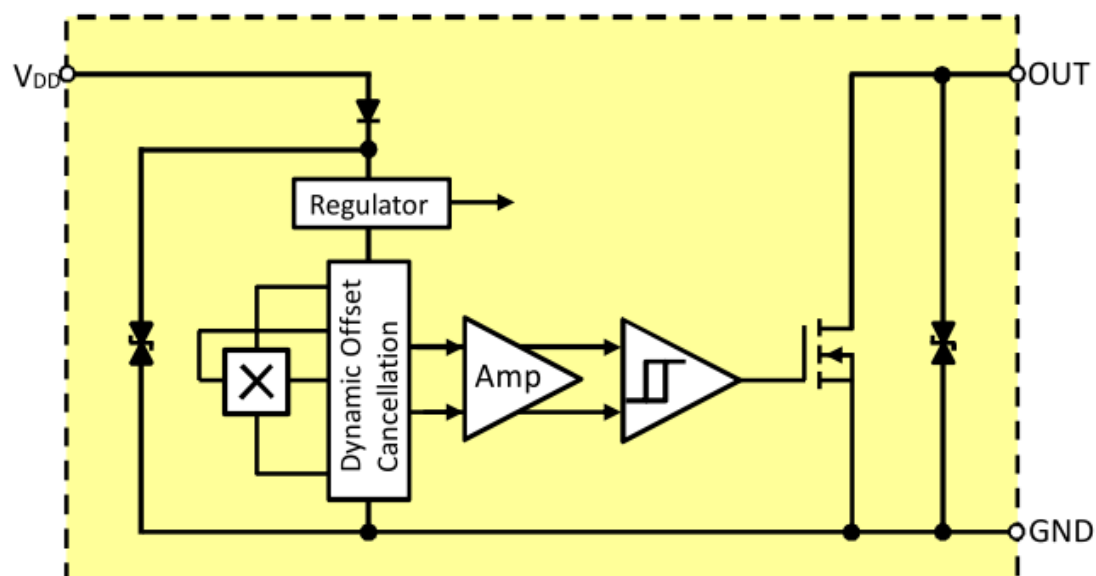 VDD
OUT
Regulator
Dynamic Offset
Cancellation
Amp
GND